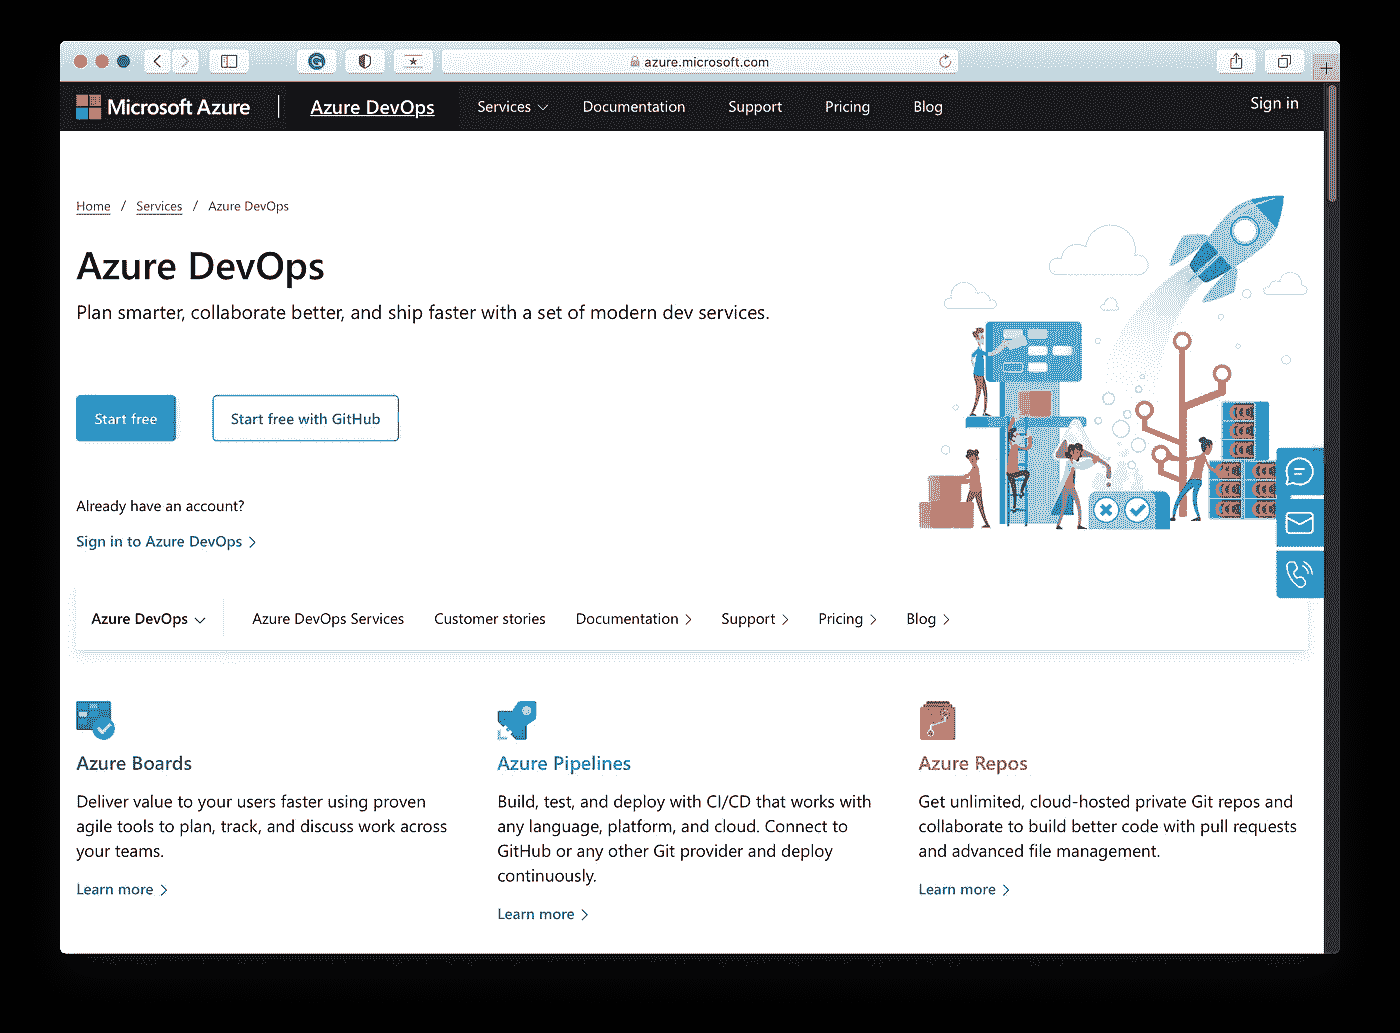 azure.microsoft.com
Microsoft Azure
Azure DevOps
Services
Documentation
Support
Pricing
Blog
Sign in
Home / Services / Azure DevOps
Azure DevOps
Plan smarter, collaborate better, and ship faster with a set of modern dev services.
Start free
Start free with GitHub
Already have an account?
Sign in to Azure DevOps >
Azure DevOps
Azure DevOps Services
Customer stories
Documentation >
Support >
Pricing >
Blog >
Azure Boards
Deliver value to your users faster using proven
agile tools to plan, track, and discuss work across
your teams.
Learn more >
Azure Pipelines
Build, test, and deploy with CI/CD that works with
any language, platform, and cloud. Connect to
GitHub or any other Git provider and deploy
continuously.
Learn more >
Azure Repos
Get unlimited, cloud-hosted private Git repos and
collaborate to build better code with pull requests
and advanced file management.
Learn more >